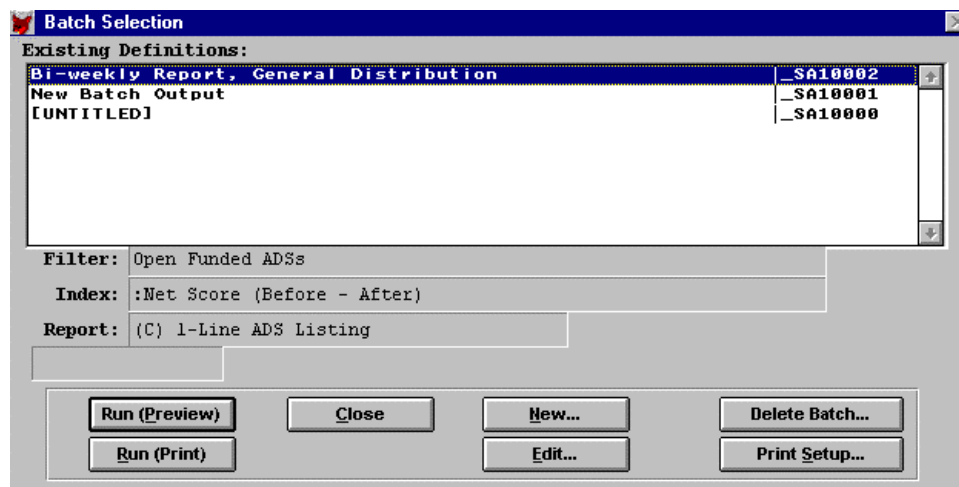 Batch Selection
Existing Definitions:
Bi-weekly Report, General Distribution |_SA10002
New Batch Output |_SA10001
[UNTITLED] |_SA10000
Filter: Open Funded ADSs
Index: :Net Score (Before - After)
Report: (C) 1-Line ADS Listing
Run (Preview) Close New... Delete Batch...
Run (Print) Edit... Print Setup...